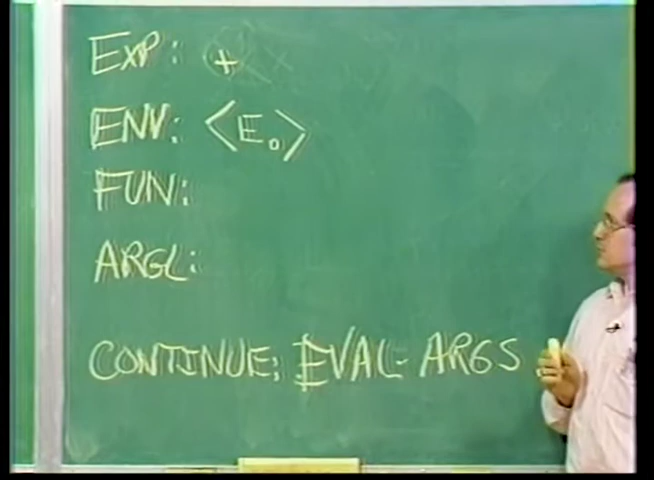 EXP: +
ENV: <E₀>
FUN:
ARGL:
CONTINUE: EVAL-ARGS